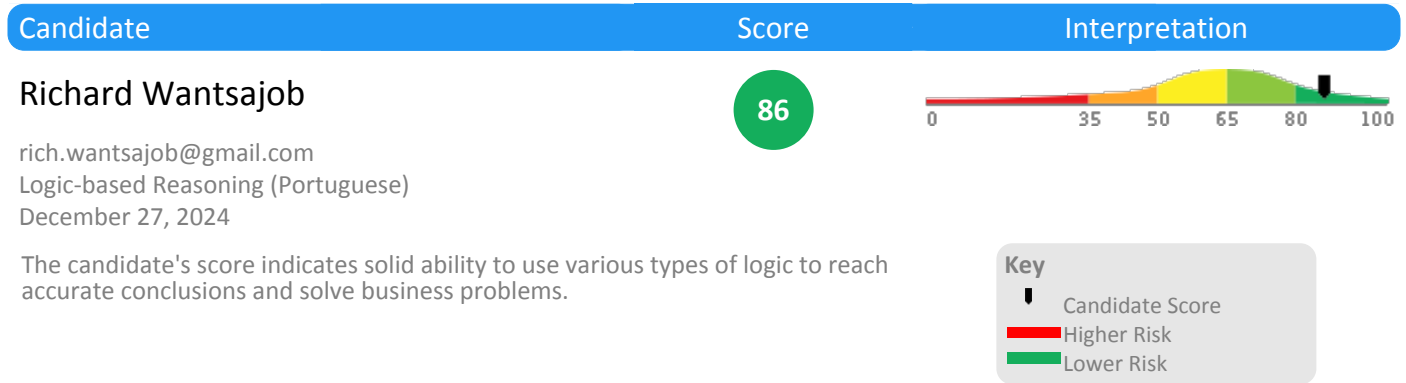 Candidate Score Interpretation
Richard Wantsajob
86
0 35 50 65 80 100
rich.wantsajob@gmail.com
Logic-based Reasoning (Portuguese)
December 27, 2024
The candidate's score indicates solid ability to use various types of logic to reach
accurate conclusions and solve business problems.
Key
Candidate Score
Higher Risk
Lower Risk